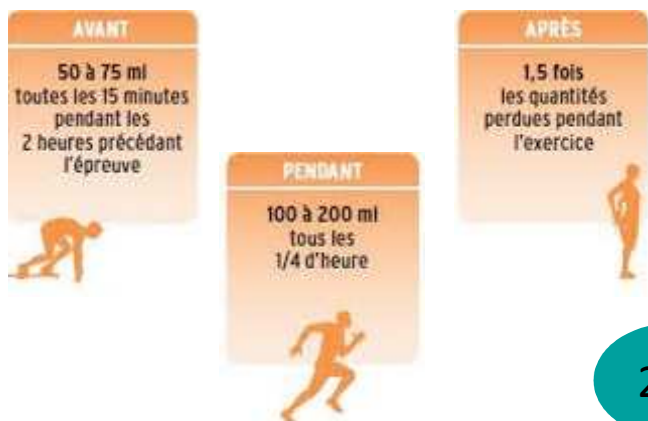 AVANT
50 à 75 ml
toutes les 15 minutes
pendant les
2 heures précédant
l'épreuve
PENDANT
100 à 200 ml
tous les
1/4 d'heure
APRÈS
1,5 fois
les quantités
perdues pendant
l'exercice
2